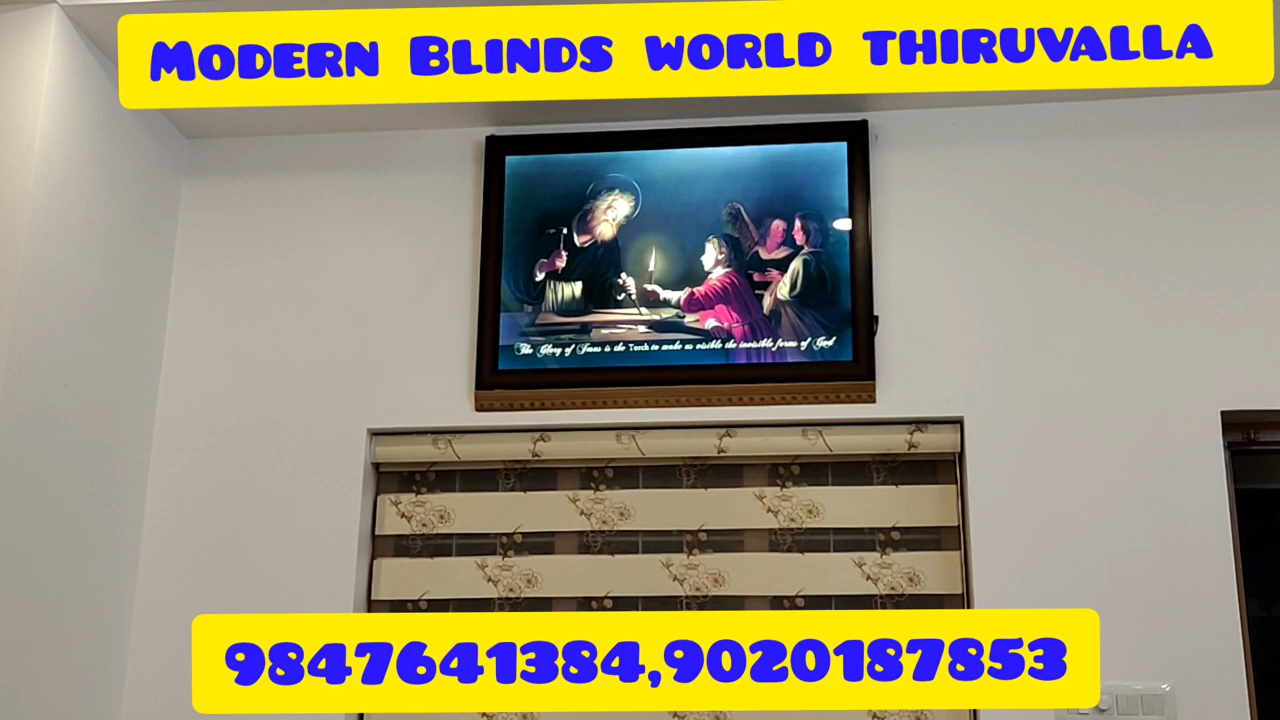 MODERN BLINDS WORLD THIRUVALLA
The Glory of Jesus is the Torch to make us visible the invisible forms of God
9847641384,9020187853